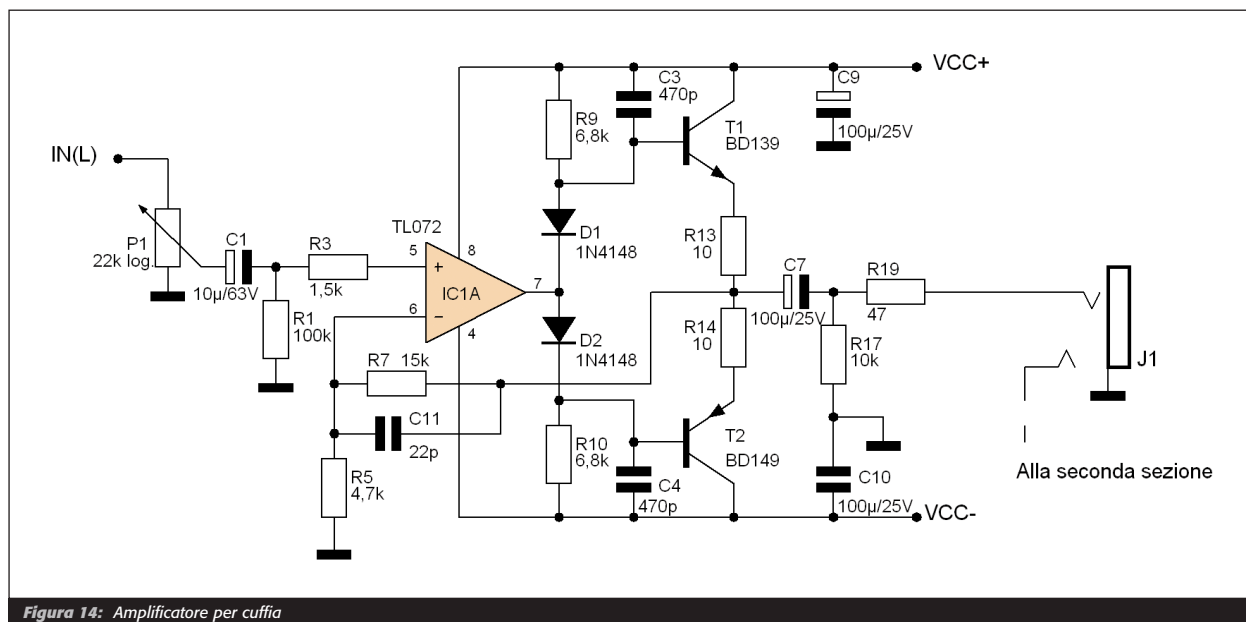 VCC+
C3
470p
C9
R9
6,8k
100µ/25V
T1
BD139
IN(L)
TL072
D1
1N4148
R13
10
P1
22k log.
C1
10µ/63V
R3
1,5k
5
8
+
IC1A
7
6
−
4
C7
100µ/25V
R19
47
R1
100k
D2
1N4148
R14
10
R17
10k
J1
R7 15k
C11
22p
R10
6,8k
T2
BD149
R5
4,7k
C4
470p
C10
100µ/25V
Alla seconda sezione
VCC-
Figura 14: Amplificatore per cuffia